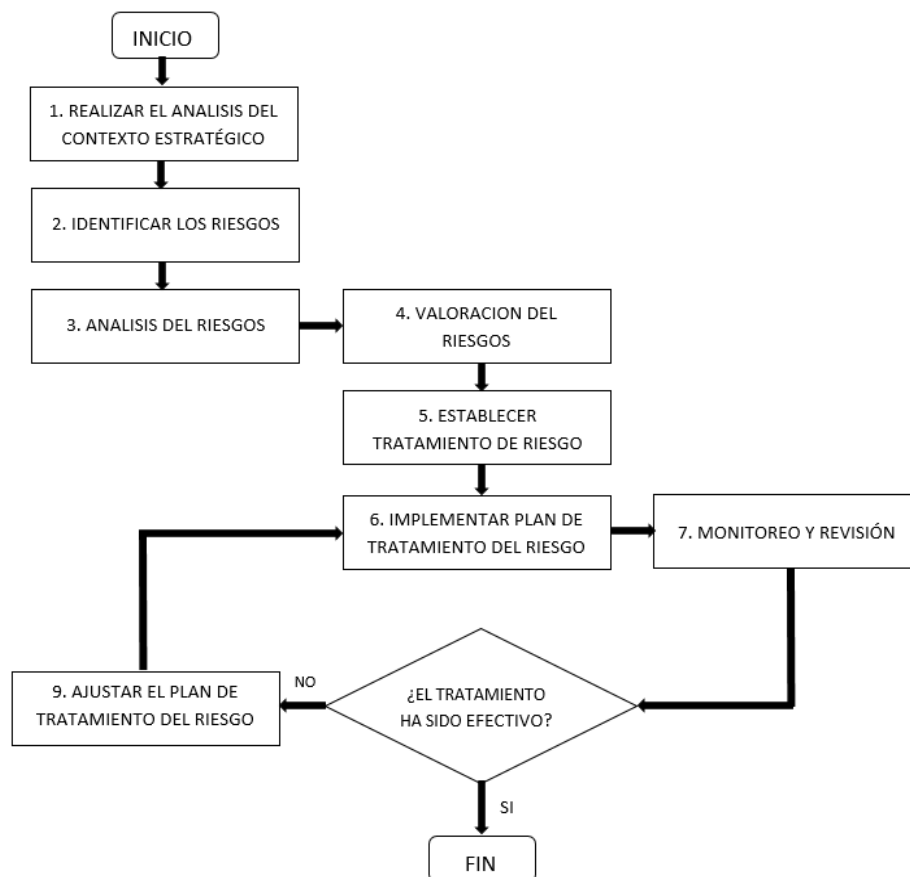 INICIO
1. REALIZAR EL ANALISIS DEL
CONTEXTO ESTRATÉGICO
2. IDENTIFICAR LOS RIESGOS
3. ANALISIS DEL RIESGOS
4. VALORACION DEL
RIESGOS
5. ESTABLECER
TRATAMIENTO DE RIESGO
6. IMPLEMENTAR PLAN DE
TRATAMIENTO DEL RIESGO
7. MONITOREO Y REVISIÓN
¿EL TRATAMIENTO
HA SIDO EFECTIVO?
NO
9. AJUSTAR EL PLAN DE
TRATAMIENTO DEL RIESGO
SI
FIN